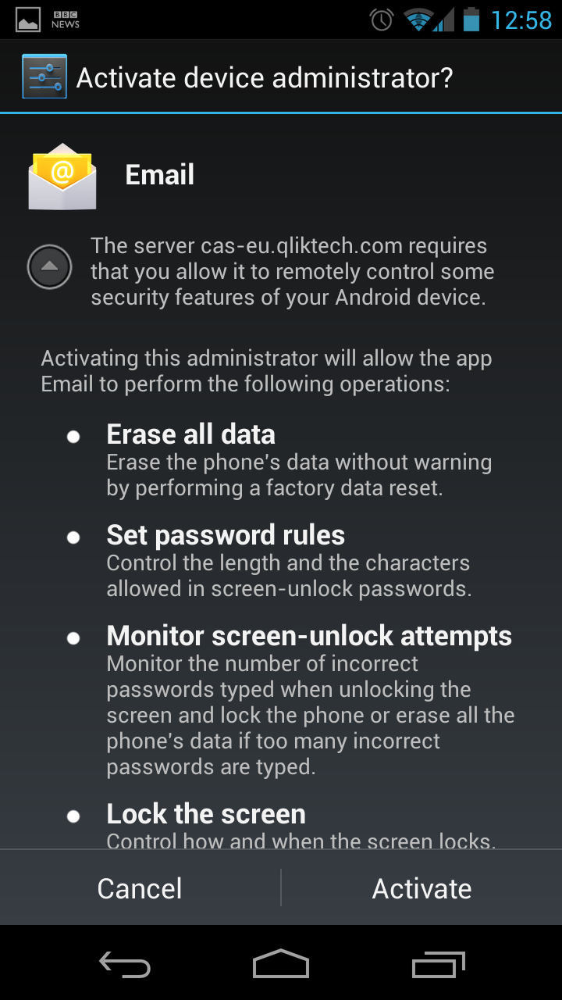 BBC
NEWS
12:58
Activate device administrator?
@
Email
The server cas-eu.qliktech.com requires
that you allow it to remotely control some
security features of your Android device.
Activating this administrator will allow the app
Email to perform the following operations:
Erase all data
Erase the phone's data without warning
by performing a factory data reset.
Set password rules
Control the length and the characters
allowed in screen-unlock passwords.
Monitor screen-unlock attempts
Monitor the number of incorrect
passwords typed when unlocking the
screen and lock the phone or erase all the
phone's data if too many incorrect
passwords are typed.
Lock the screen
Control how and when the screen locks.
Cancel
Activate